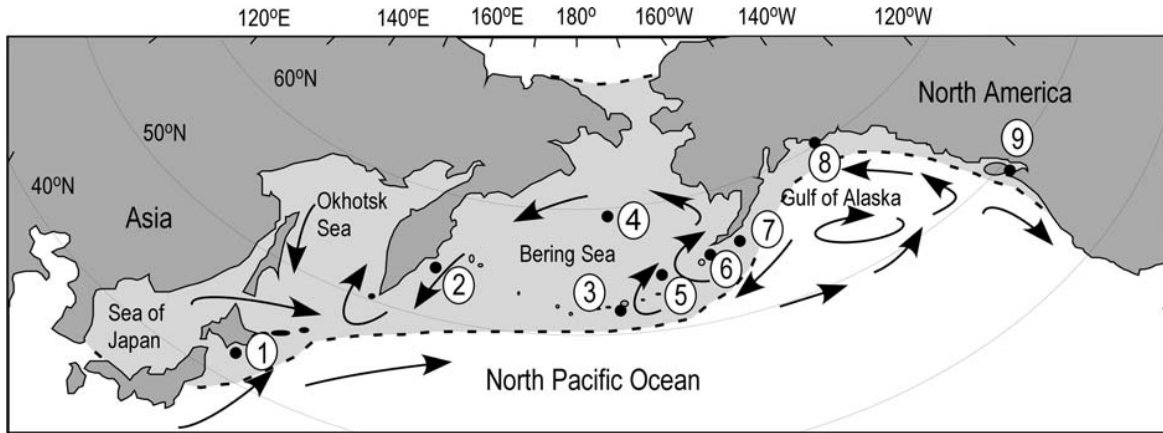 120ºE 140ºE 160ºE 180º 160ºW 140ºW 120ºW
60ºN
50ºN
40ºN
North America
9
8
Asia
Okhotsk
Sea
Gulf of Alaska
4
7
Bering Sea
2
6
3
5
Sea of
Japan
1
North Pacific Ocean